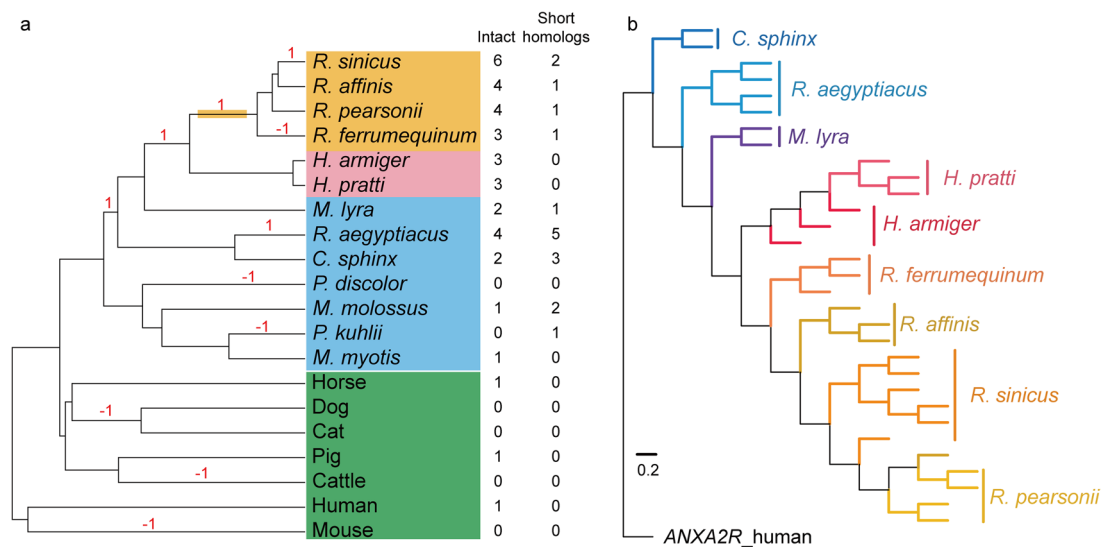 a
Short
Intact homologs
1 R. sinicus 6 2
R. affinis 4 1
1 R. pearsonii 4 1
-1 R. ferrumequinum 3 1
1 H. armiger 3 0
H. pratti 3 0
1 M. lyra 2 1
1 R. aegyptiacus 4 5
C. sphinx 2 3
-1 P. discolor 0 0
M. molossus 1 2
-1 P. kuhlii 0 1
M. myotis 1 0
Horse 1 0
-1 Dog 0 0
Cat 0 0
Pig 1 0
-1 Cattle 0 0
Human 1 0
-1 Mouse 0 0
b
C. sphinx
R. aegyptiacus
M. lyra
H. pratti
H. armiger
R. ferrumequinum
R. affinis
R. sinicus
0.2
R. pearsonii
ANXA2R_human